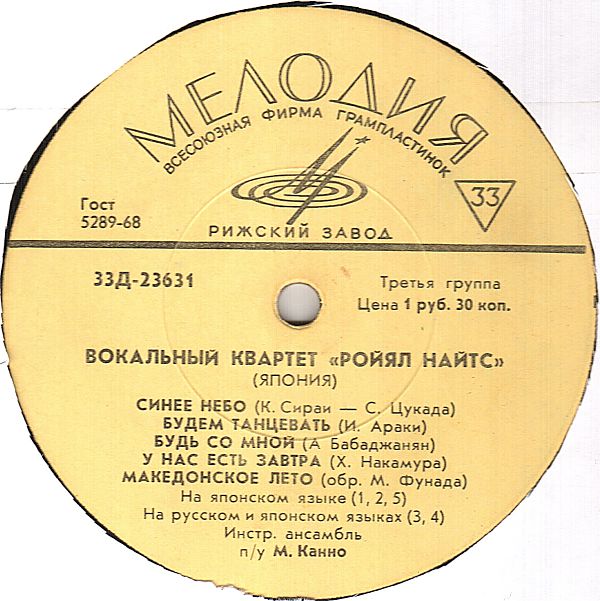 МЕЛОДИЯ
ВСЕСОЮЗНАЯ ФИРМА ГРАМПЛАСТИНОК
33
Гост
5289-68
РИЖСКИЙ ЗАВОД
33Д-23631
Третья группа
Цена 1 руб. 30 коп.
ВОКАЛЬНЫЙ КВАРТЕТ «РОЙЯЛ НАЙТС»
(ЯПОНИЯ)
СИНЕЕ НЕБО (К. Сираи — С. Цукада)
БУДЕМ ТАНЦЕВАТЬ (И. Араки)
БУДЬ СО МНОЙ (А Бабаджанян)
У НАС ЕСТЬ ЗАВТРА (Х. Накамура)
МАКЕДОНСКОЕ ЛЕТО (обр. М. Фунада)
На японском языке (1, 2, 5)
На русском и японском языках (3, 4)
Инстр. ансамбль
п/у М. Канно